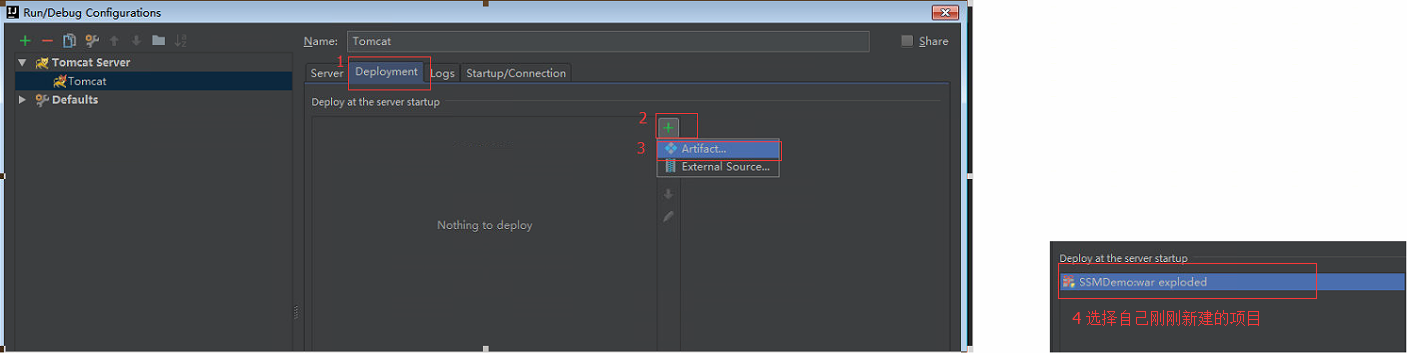 Run/Debug Configurations
Name: Tomcat
Share
Tomcat Server
Tomcat
Defaults
1
Server Deployment Logs Startup/Connection
Deploy at the server startup
2
3 Artifact...
External Source...
Nothing to deploy
Deploy at the server startup
SSMDemo:war exploded
4 选择自己刚刚新建的项目